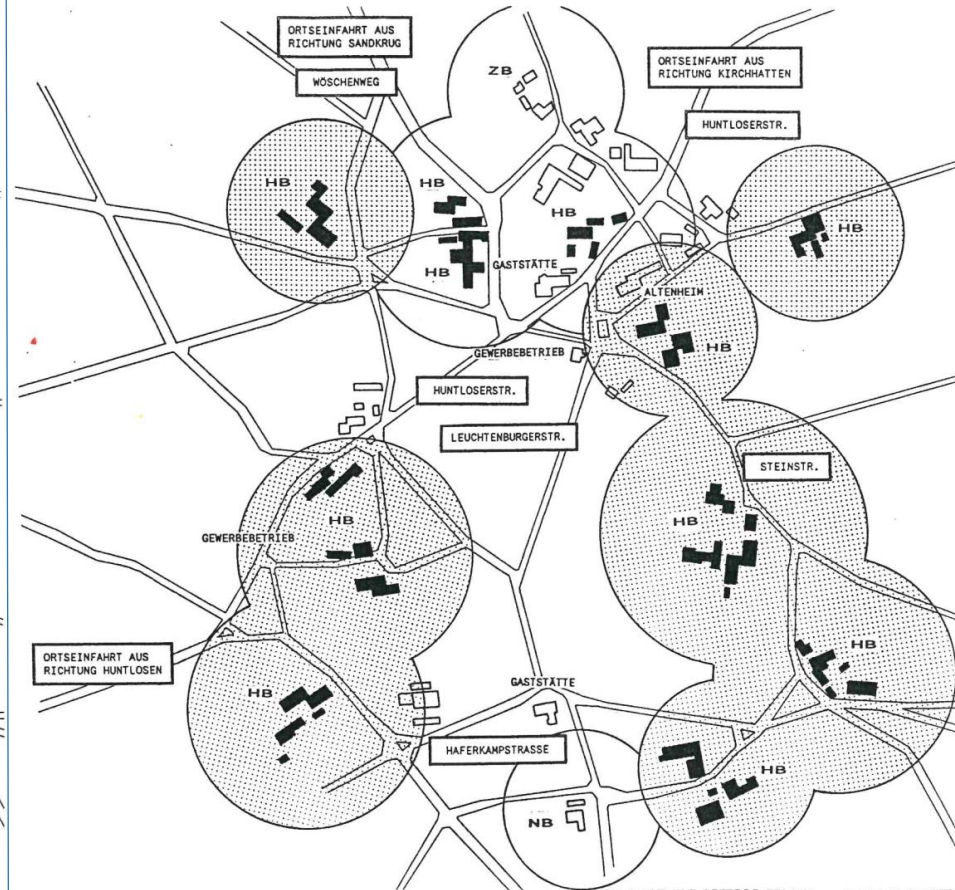 ORTSEINFAHRT AUS
RICHTUNG SANDKRUG
WÖSCHENWEG
ZB
ORTSEINFAHRT AUS
RICHTUNG KIRCHHATTEN
HUNTLOSERSTR.
HB
HB
HB
HB
HB
GASTSTÄTTE
ALTENHEIM
HB
GEWERBEBETRIEB
HUNTLOSERSTR.
LEUCHTENBURGERSTR.
STEINSTR.
HB
HB
GEWERBEBETRIEB
HB
ORTSEINFAHRT AUS
RICHTUNG HUNTLOSEN
HB
GASTSTÄTTE
HAFERKAMPSTRASSE
HB
NB